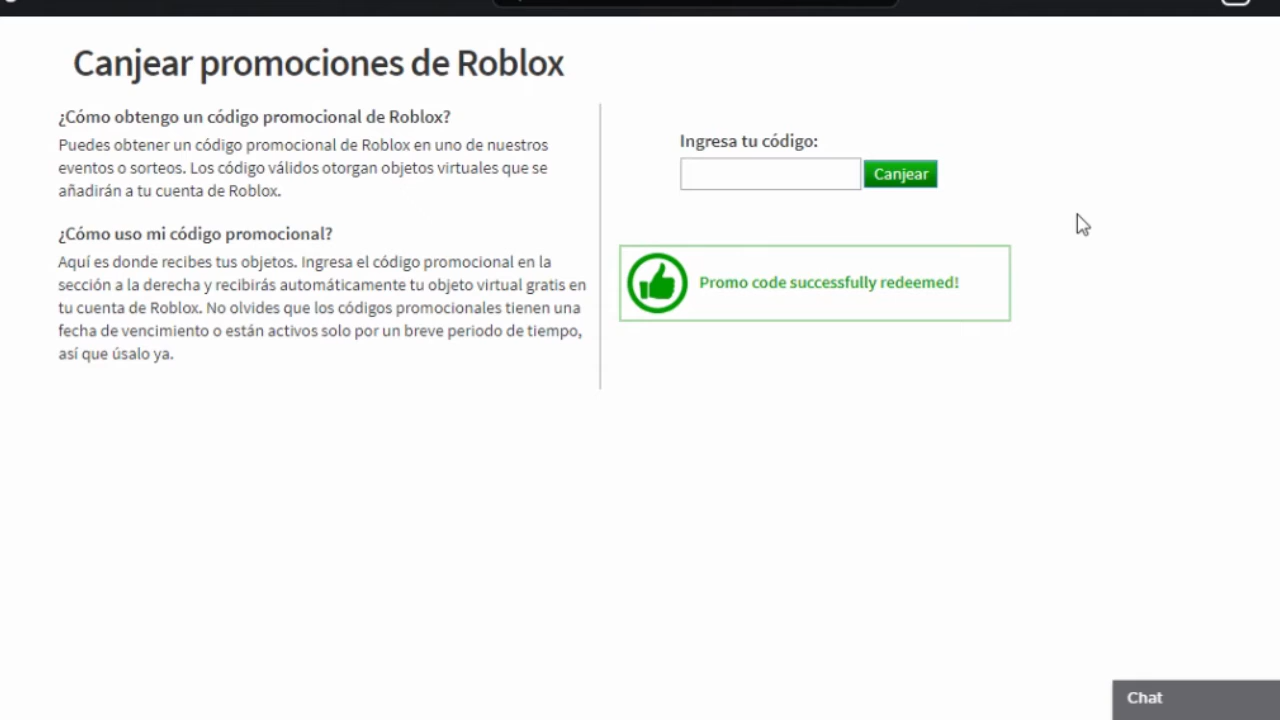 Canjear promociones de Roblox
¿Cómo obtengo un código promocional de Roblox?
Puedes obtener un código promocional de Roblox en uno de nuestros
eventos o sorteos. Los código válidos otorgan objetos virtuales que se
añadirán a tu cuenta de Roblox.
¿Cómo uso mi código promocional?
Aquí es donde recibes tus objetos. Ingresa el código promocional en la
sección a la derecha y recibirás automáticamente tu objeto virtual gratis en
tu cuenta de Roblox. No olvides que los códigos promocionales tienen una
fecha de vencimiento o están activos solo por un breve periodo de tiempo,
así que úsalo ya.
Ingresa tu código:
Canjear
Promo code successfully redeemed!
Chat